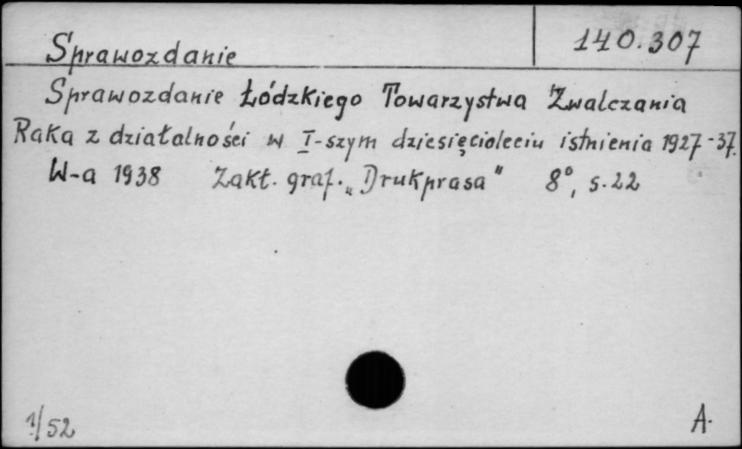 Sprawozdanie 140.307
Sprawozdanie Łódzkiego Towarzystwa Zwalczania
Raka z działalności w I-szym dziesięcioleciu istnienia 1927-37.
W-a 1938 Zakt. graf. „Drukprasa" 8°, s. 22
1/52 A.